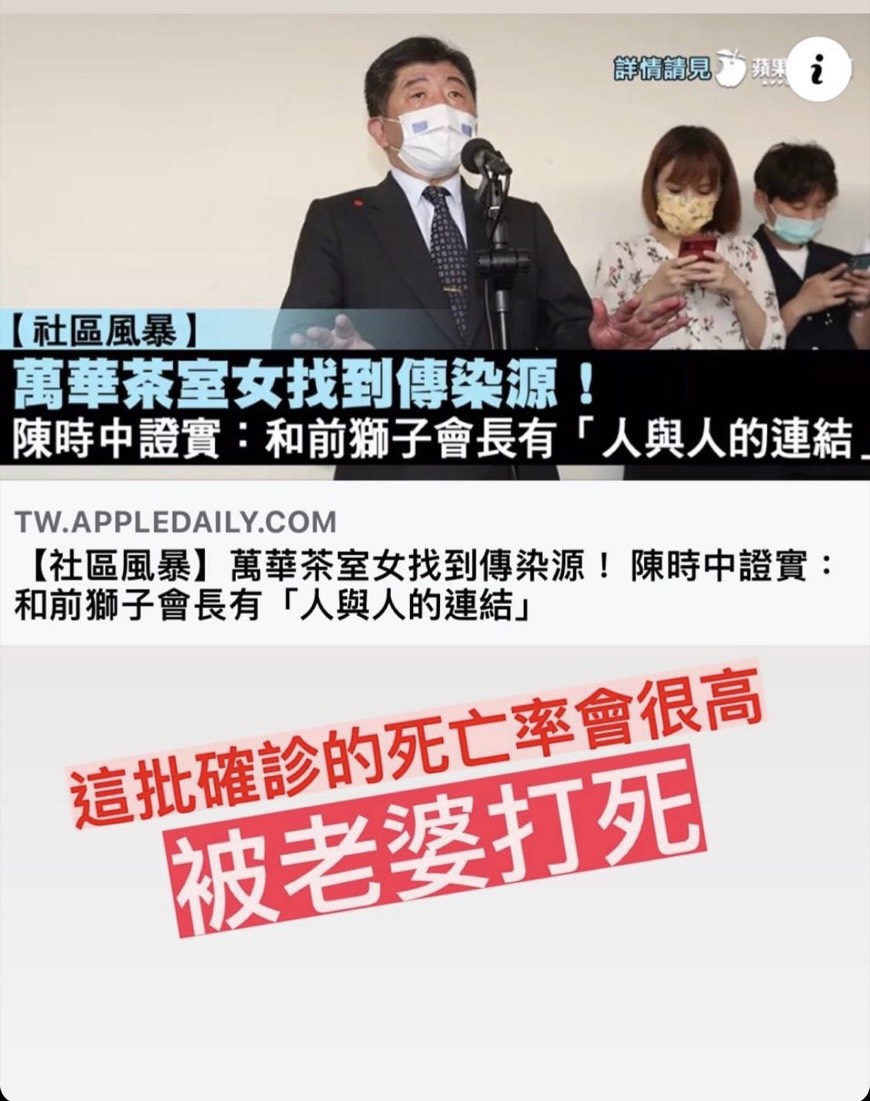 詳情請見 蘋果
【社區風暴】
萬華茶室女找到傳染源！
陳時中證實：和前獅子會長有「人與人的連結」
TW.APPLEDAILY.COM
【社區風暴】萬華茶室女找到傳染源！ 陳時中證實：
和前獅子會長有「人與人的連結」
這批確診的死亡率會很高
被老婆打死